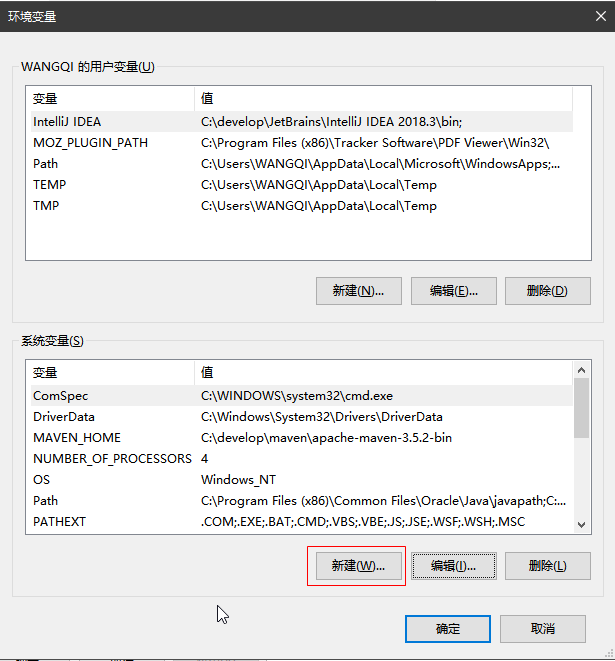 环境变量
WANGQI 的用户变量(U)
变量 值
IntelliJ IDEA C:\develop\JetBrains\IntelliJ IDEA 2018.3\bin;
MOZ_PLUGIN_PATH C:\Program Files (x86)\Tracker Software\PDF Viewer\Win32\
Path C:\Users\WANGQI\AppData\Local\Microsoft\WindowsApps;...
TEMP C:\Users\WANGQI\AppData\Local\Temp
TMP C:\Users\WANGQI\AppData\Local\Temp
新建(N)... 编辑(E)... 删除(D)
系统变量(S)
变量 值
ComSpec C:\WINDOWS\system32\cmd.exe
DriverData C:\Windows\System32\Drivers\DriverData
MAVEN_HOME C:\develop\maven\apache-maven-3.5.2-bin
NUMBER_OF_PROCESSORS 4
OS Windows_NT
Path C:\Program Files (x86)\Common Files\Oracle\Java\javapath;C:...
PATHEXT .COM;.EXE;.BAT;.CMD;.VBS;.VBE;.JS;.JSE;.WSF;.WSH;.MSC
新建(W)... 编辑(I)... 删除(L)
确定 取消